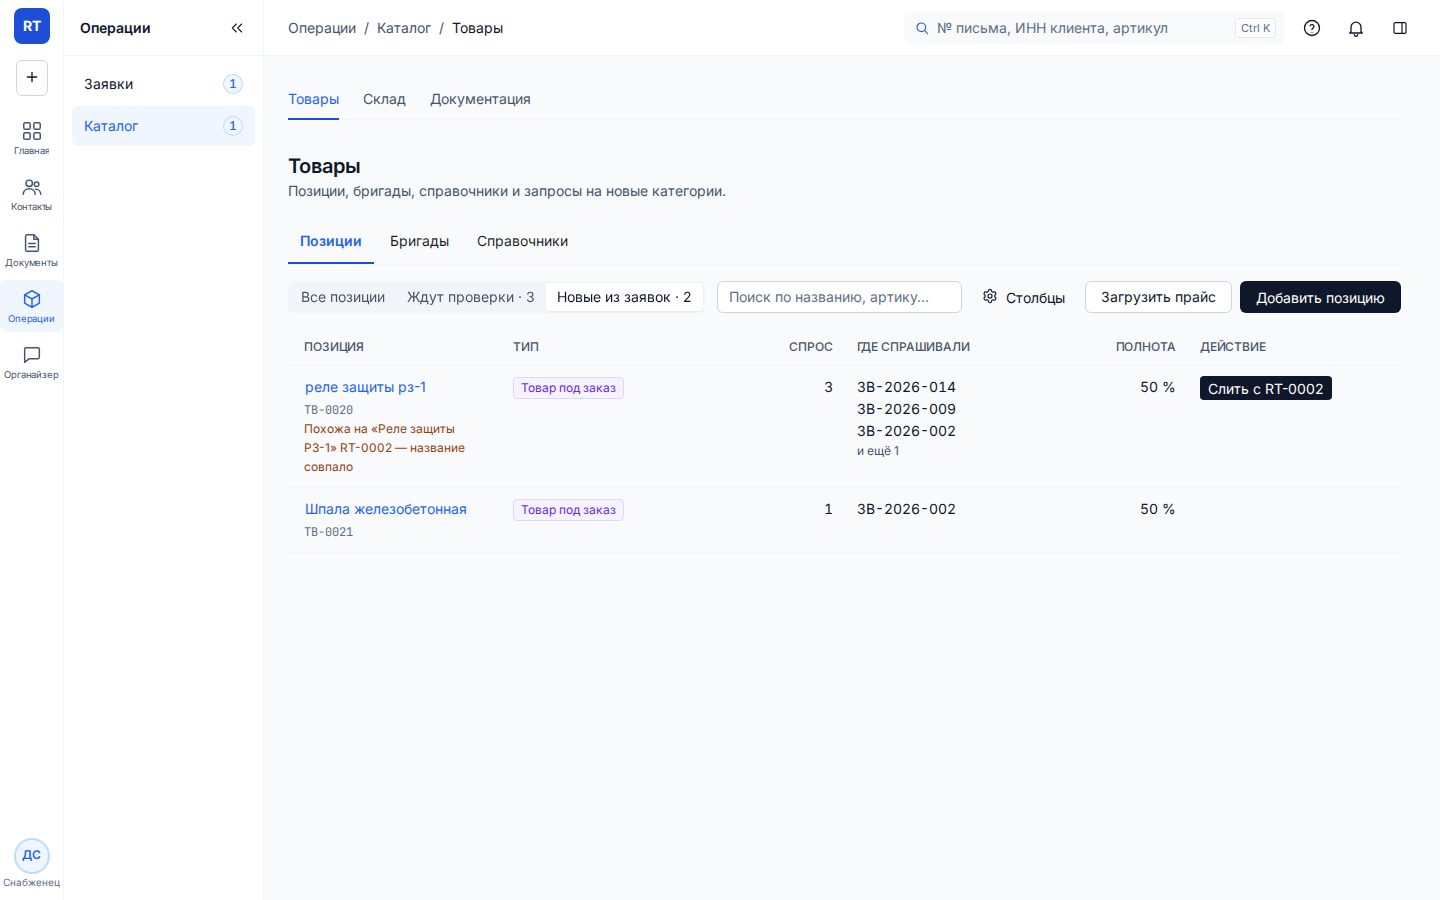 RT
Операции
Операции / Каталог / Товары
№ письма, ИНН клиента, артикул
Ctrl K
Главная
Контакты
Документы
Операции
Органайзер
Заявки 1
Каталог 1
Товары Склад Документация
Товары
Позиции, бригады, справочники и запросы на новые категории.
Позиции Бригады Справочники
Все позиции Ждут проверки · 3 Новые из заявок · 2 Поиск по названию, артику... Столбцы Загрузить прайс Добавить позицию
ПОЗИЦИЯ ТИП СПРОС ГДЕ СПРАШИВАЛИ ПОЛНОТА ДЕЙСТВИЕ
реле защиты рз-1 Товар под заказ 3 ЗВ-2026-014 50 % Слить с RT-0002
ТВ-0020 ЗВ-2026-009
Похожа на «Реле защиты ЗВ-2026-002
РЗ-1» RT-0002 — название и ещё 1
совпало
Шпала железобетонная Товар под заказ 1 ЗВ-2026-002 50 %
ТВ-0021
ДС
Снабженец